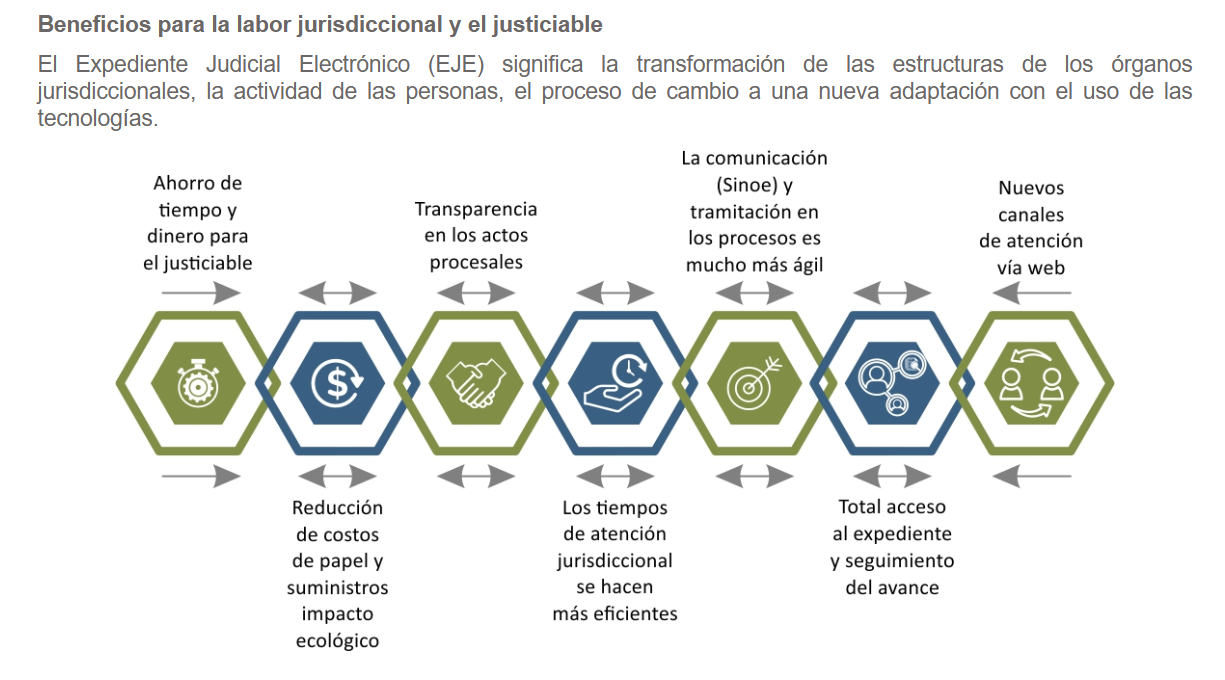 Beneficios para la labor jurisdiccional y el justiciable
El Expediente Judicial Electrónico (EJE) significa la transformación de las estructuras de los órganos
jurisdiccionales, la actividad de las personas, el proceso de cambio a una nueva adaptación con el uso de las
tecnologías.
Ahorro de
tiempo y
dinero para
el justiciable
Reducción
de costos
de papel y
suministros
impacto
ecológico
Transparencia
en los actos
procesales
Los tiempos
de atención
jurisdiccional
se hacen
más eficientes
La comunicación
(Sinoe) y
tramitación en
los procesos es
mucho más ágil
Total acceso
al expediente
y seguimiento
del avance
Nuevos
canales
de atención
vía web
$